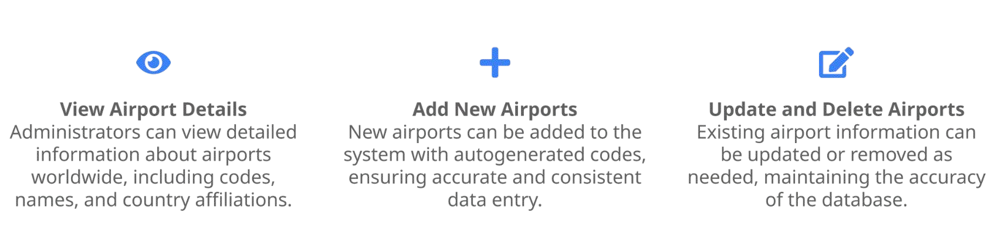 View Airport Details
Administrators can view detailed
information about airports
worldwide, including codes,
names, and country affiliations.
Add New Airports
New airports can be added to the
system with autogenerated codes,
ensuring accurate and consistent
data entry.
Update and Delete Airports
Existing airport information can
be updated or removed as
needed, maintaining the accuracy
of the database.